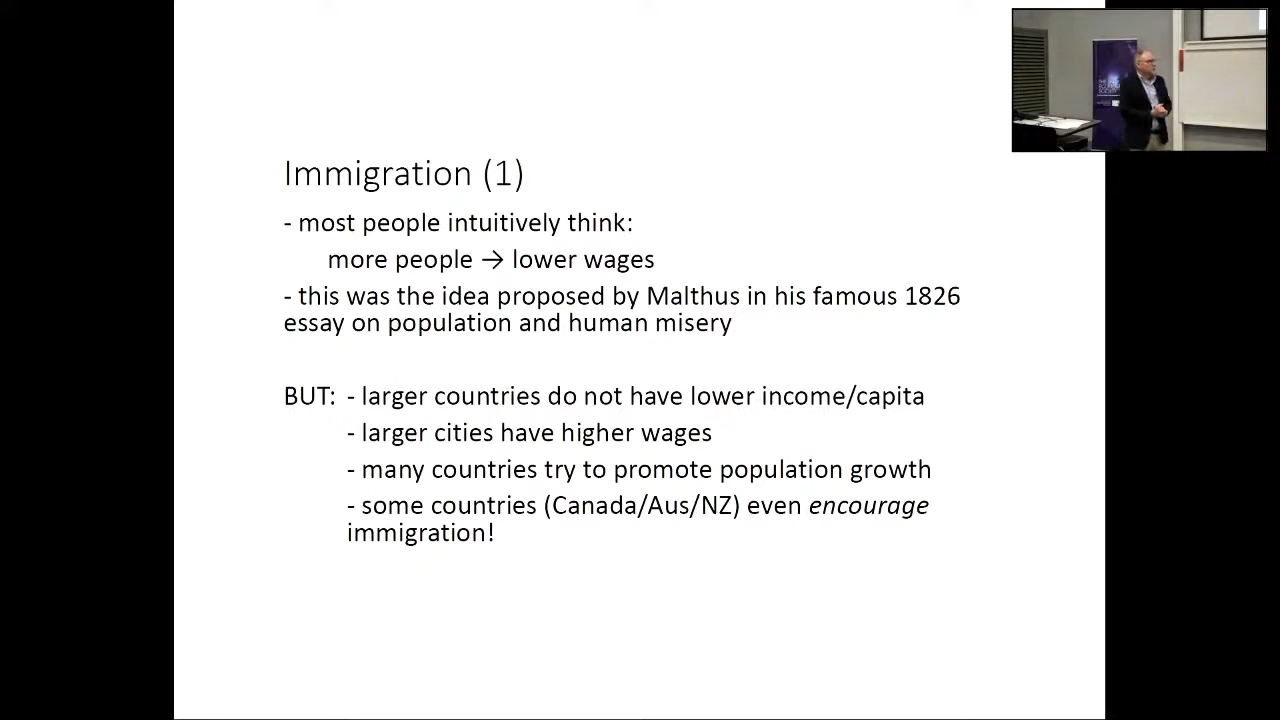 Immigration (1)
- most people intuitively think:
more people → lower wages
- this was the idea proposed by Malthus in his famous 1826
essay on population and human misery
BUT: - larger countries do not have lower income/capita
- larger cities have higher wages
- many countries try to promote population growth
- some countries (Canada/Aus/NZ) even encourage
immigration!